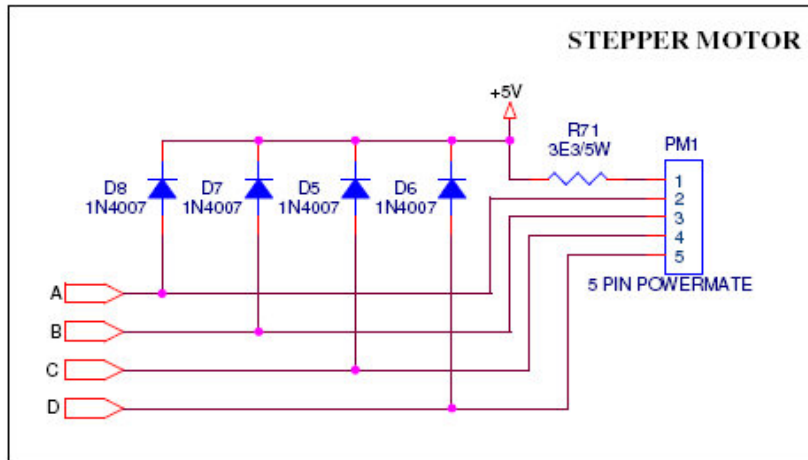 STEPPER MOTOR
+5V
R71
3E3/5W
PM1
D8
1N4007
D7
1N4007
D5
1N4007
D6
1N4007
1
2
3
4
5
A
B
C
D
5 PIN POWERMATE